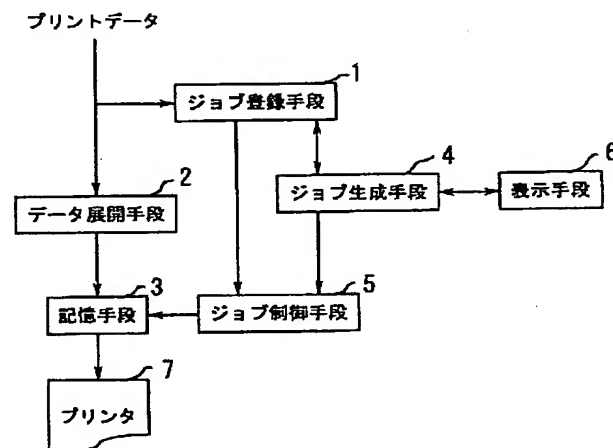 プリントデータ
1
ジョブ登録手段
2
データ展開手段
4
ジョブ生成手段
6
表示手段
3
記憶手段
5
ジョブ制御手段
7
プリンタ